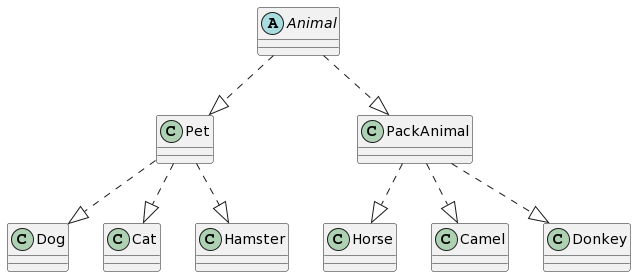 A Animal
C Pet
C PackAnimal
C Dog
C Cat
C Hamster
C Horse
C Camel
C Donkey